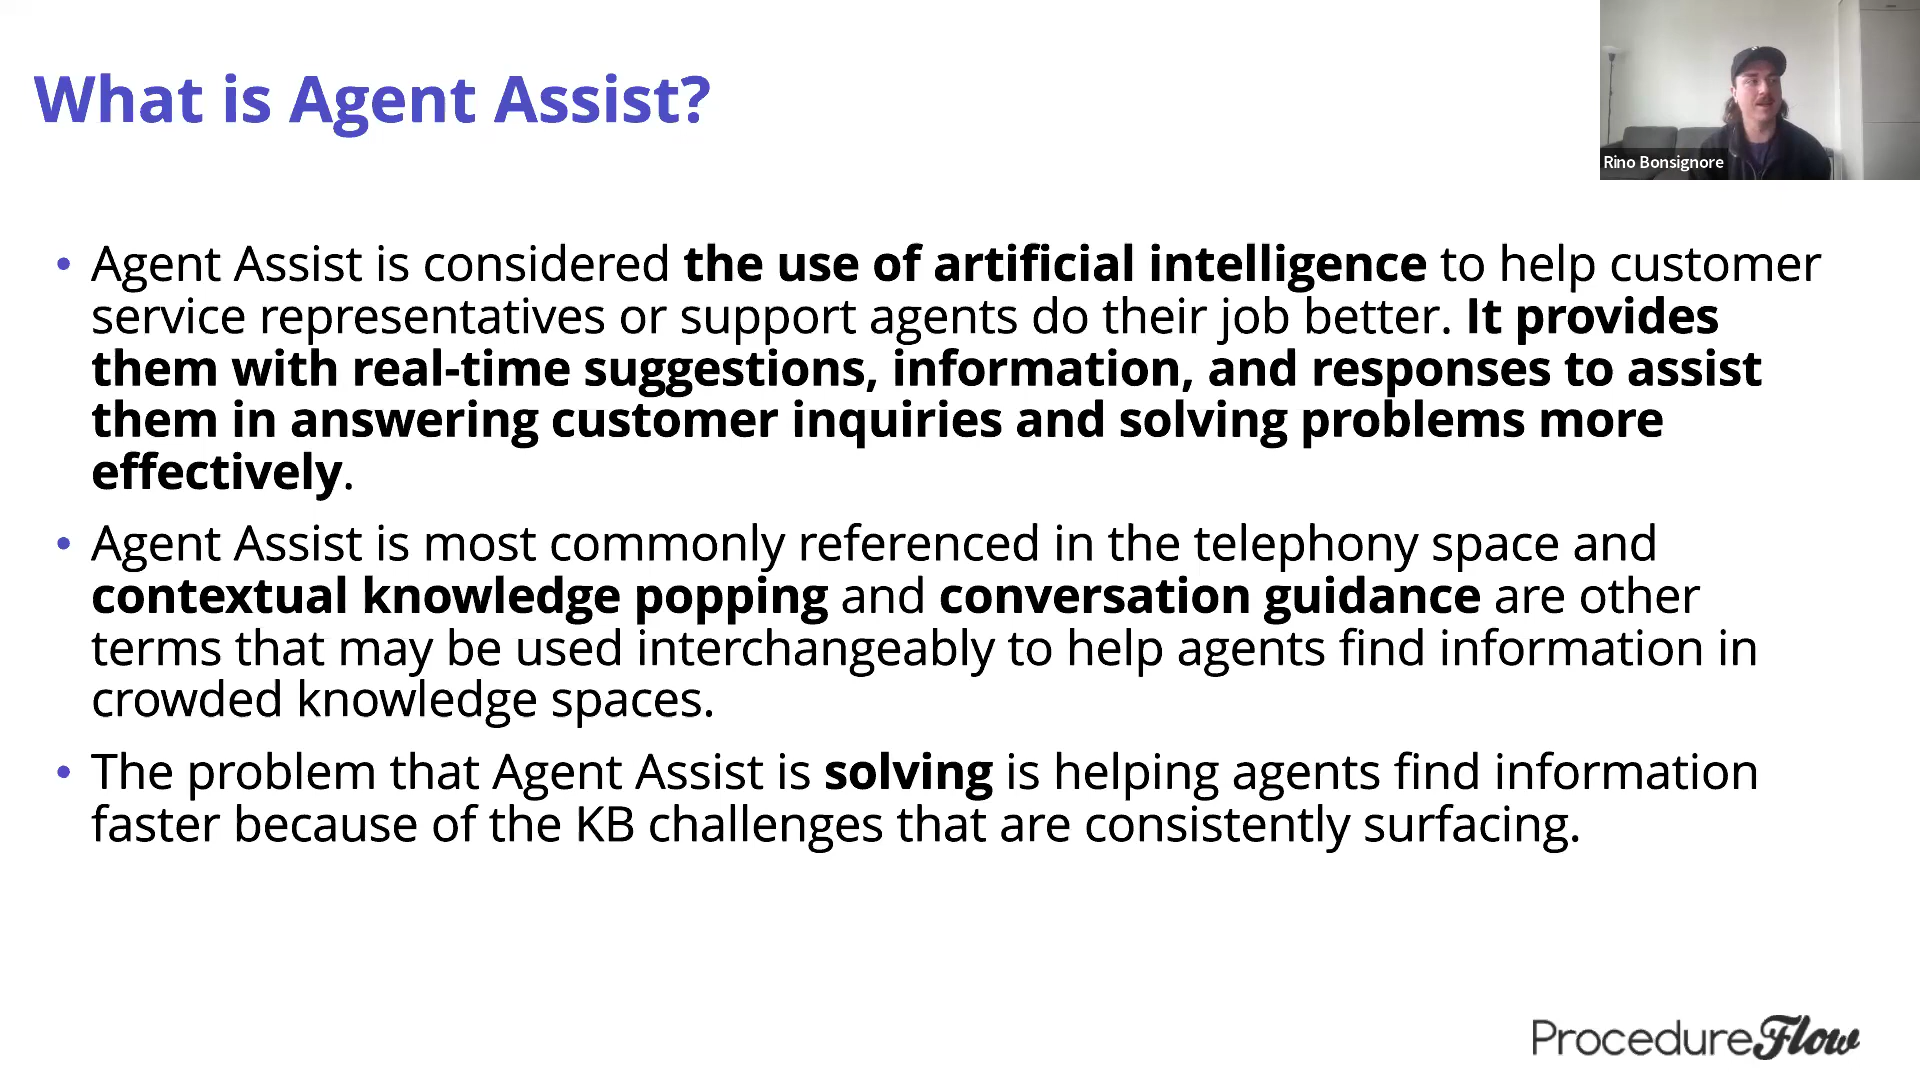 What is Agent Assist?
Rino Bonsignore
• Agent Assist is considered the use of artificial intelligence to help customer
service representatives or support agents do their job better. It provides
them with real-time suggestions, information, and responses to assist
them in answering customer inquiries and solving problems more
effectively.
• Agent Assist is most commonly referenced in the telephony space and
contextual knowledge popping and conversation guidance are other
terms that may be used interchangeably to help agents find information in
crowded knowledge spaces.
• The problem that Agent Assist is solving is helping agents find information
faster because of the KB challenges that are consistently surfacing.
ProcedureFlow